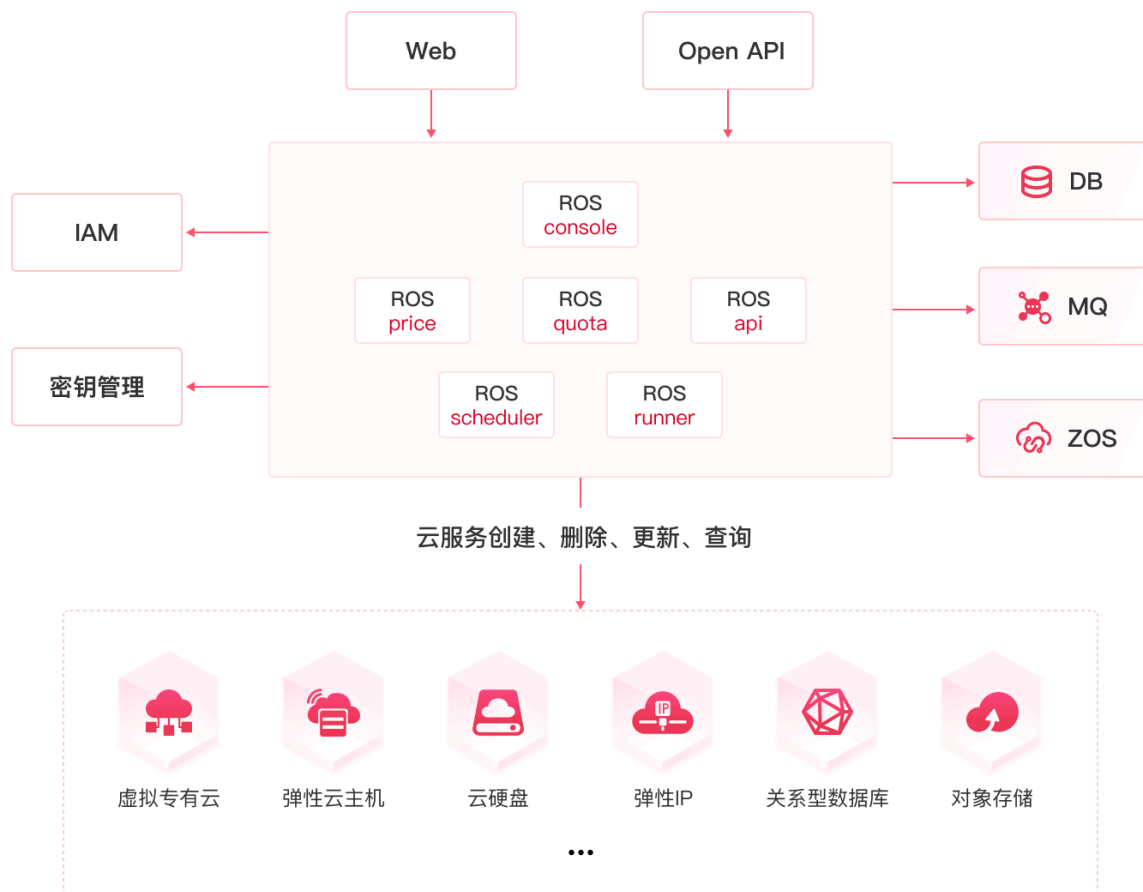 Web
Open API
ROS
console
DB
IAM
ROS
price
ROS
quota
ROS
api
MQ
密钥管理
ROS
scheduler
ROS
runner
ZOS
云服务创建、删除、更新、查询
IP
虚拟专有云
弹性云主机
云硬盘
弹性IP
关系型数据库
对象存储
...